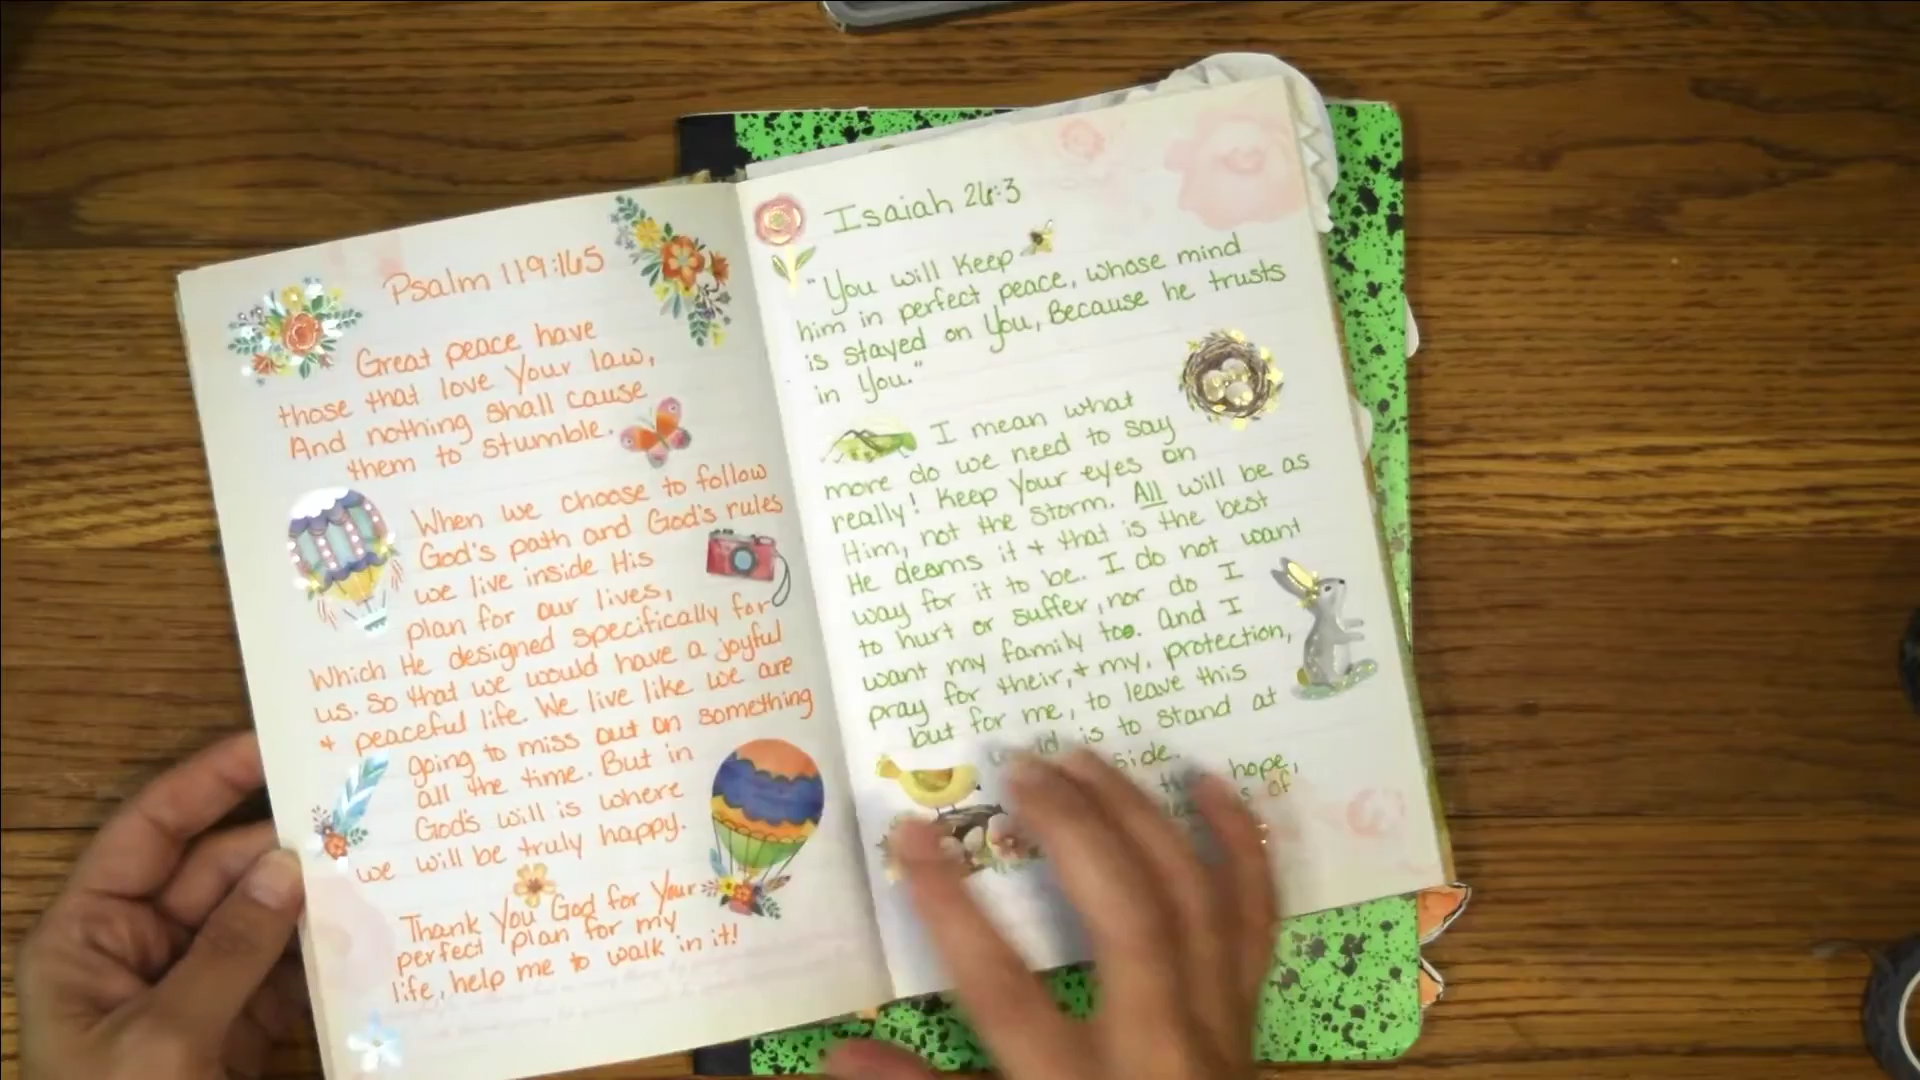 Psalm 119:165
Great peace have
those that love Your law,
And nothing shall cause
them to stumble.
When we choose to follow
God's path and God's rules
we live inside His
plan for our lives,
Which He designed specifically for
us. So that we would have a joyful
+ peaceful life. We live like we are
going to miss out on something
all the time. But in
God's will is where
we will be truly happy.
Thank You God for Your
perfect plan for my
life, help me to walk in it!
Isaiah 26:3
"You will keep
him in perfect peace, whose mind
is stayed on You, Because he trusts
in You."
I mean what
more do we need to say
really! Keep your eyes on
Him, not the storm. All will be as
He deems it + that is the best
way for it to be. I do not want
to hurt or suffer, nor do I
want my family too. And I
pray for their, + my, protection,
but for me, to leave this
is to stand at
side.
hope,
of